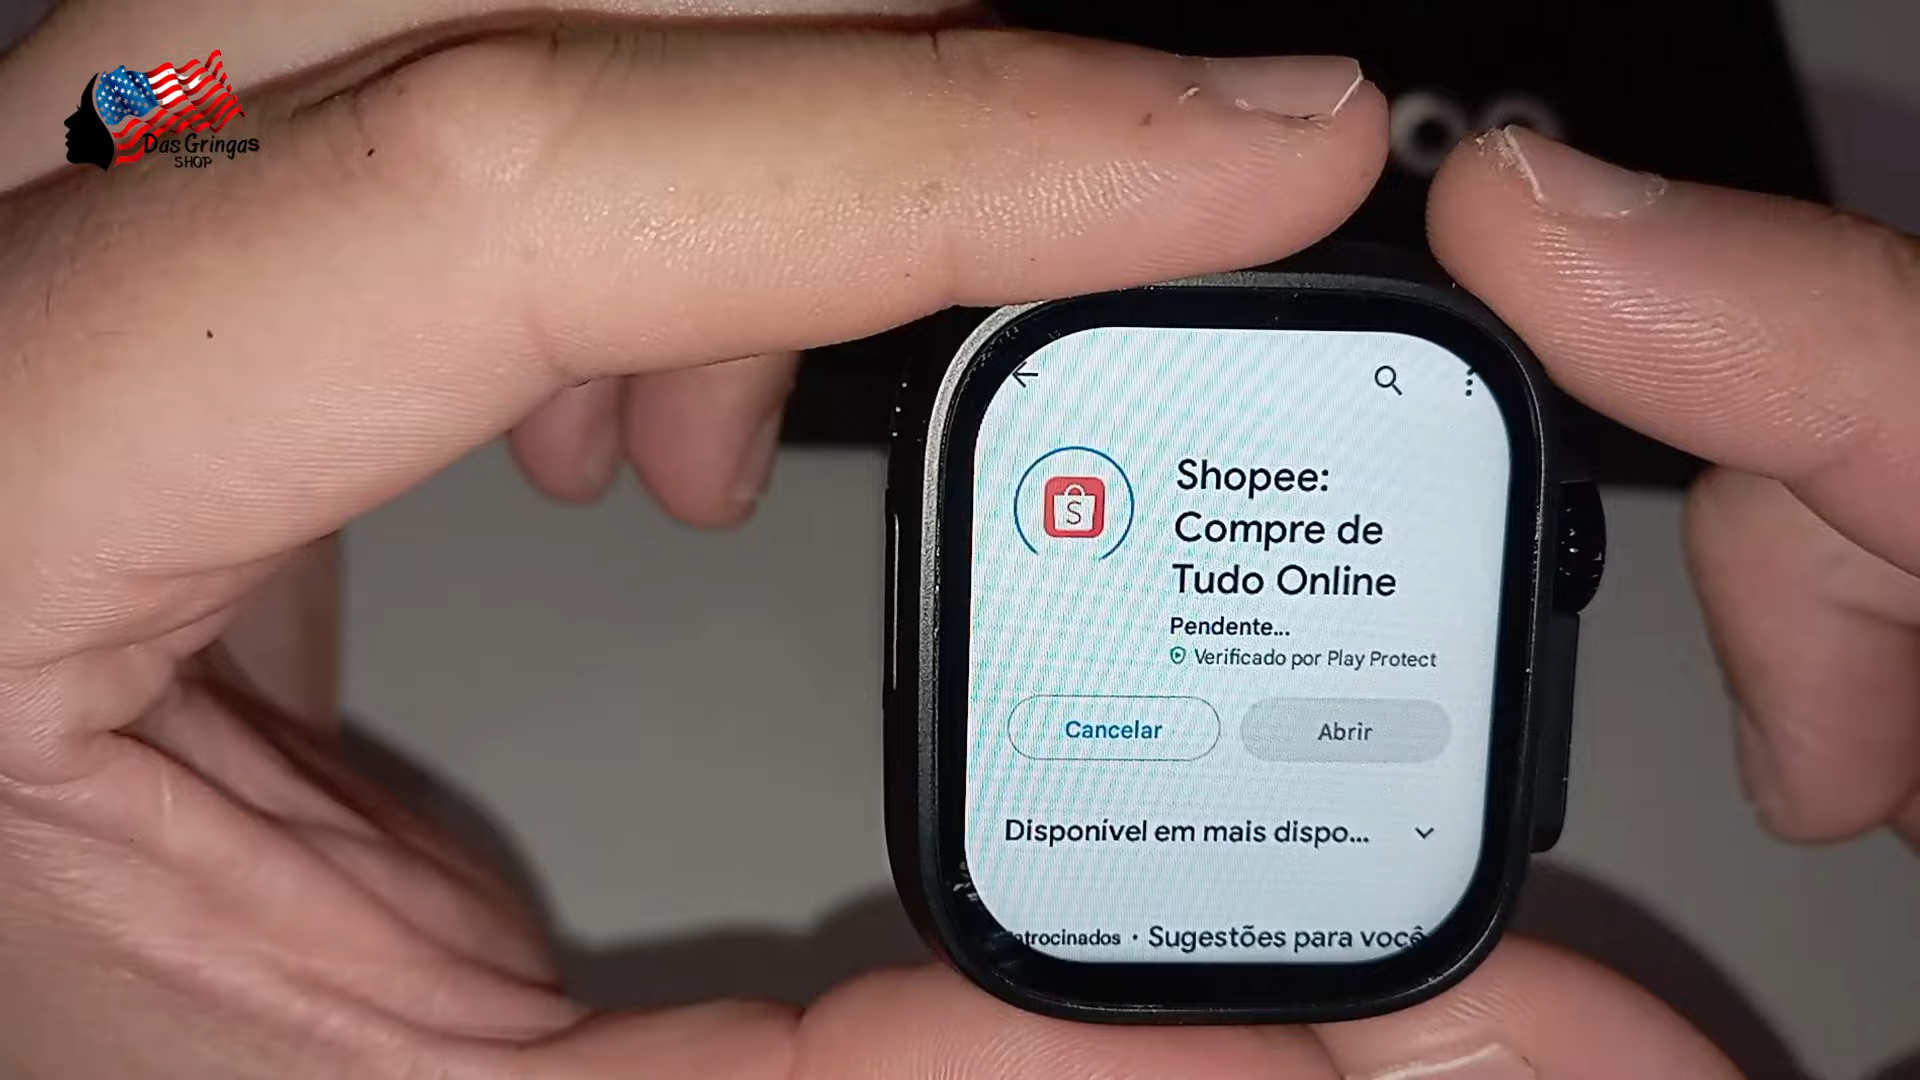 Das Gringas
SHOP
Shopee:
Compre de
Tudo Online
Pendente...
Verificado por Play Protect
Cancelar
Abrir
Disponível em mais dispo...
atrocinados · Sugestões para você